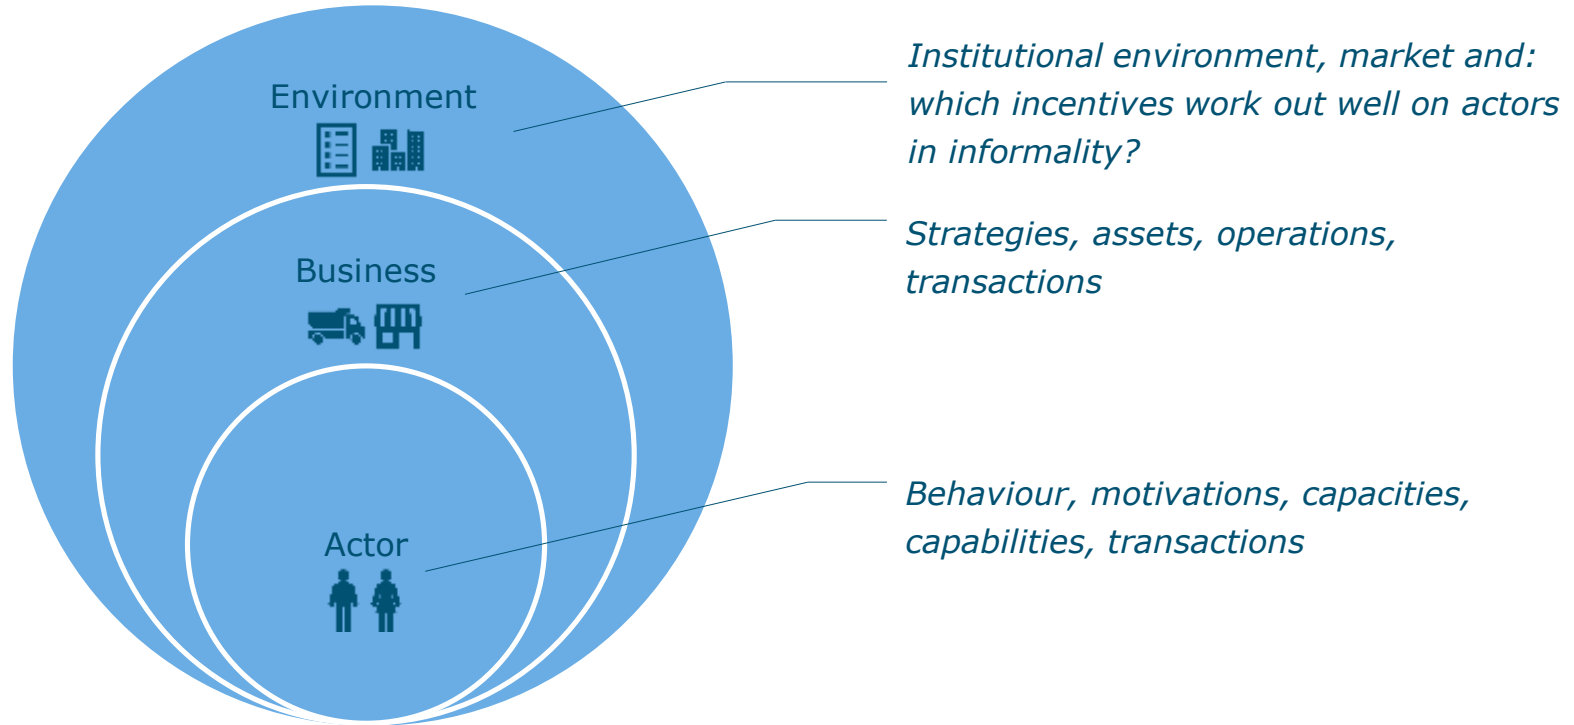 Environment
Institutional environment, market and:
which incentives work out well on actors
in informality?
Business
Strategies, assets, operations,
transactions
Actor
Behaviour, motivations, capacities,
capabilities, transactions